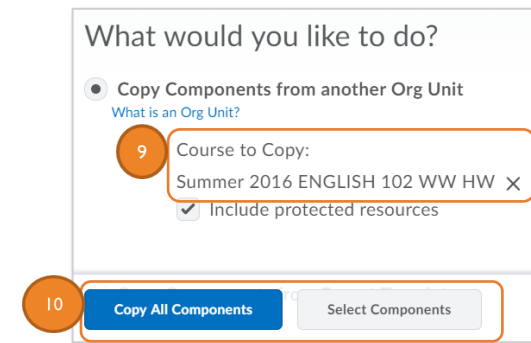 What would you like to do?
Copy Components from another Org Unit
What is an Org Unit?
9
Course to Copy:
Summer 2016 ENGLISH 102 WW HW ×
Include protected resources
10
Copy All Components
Select Components